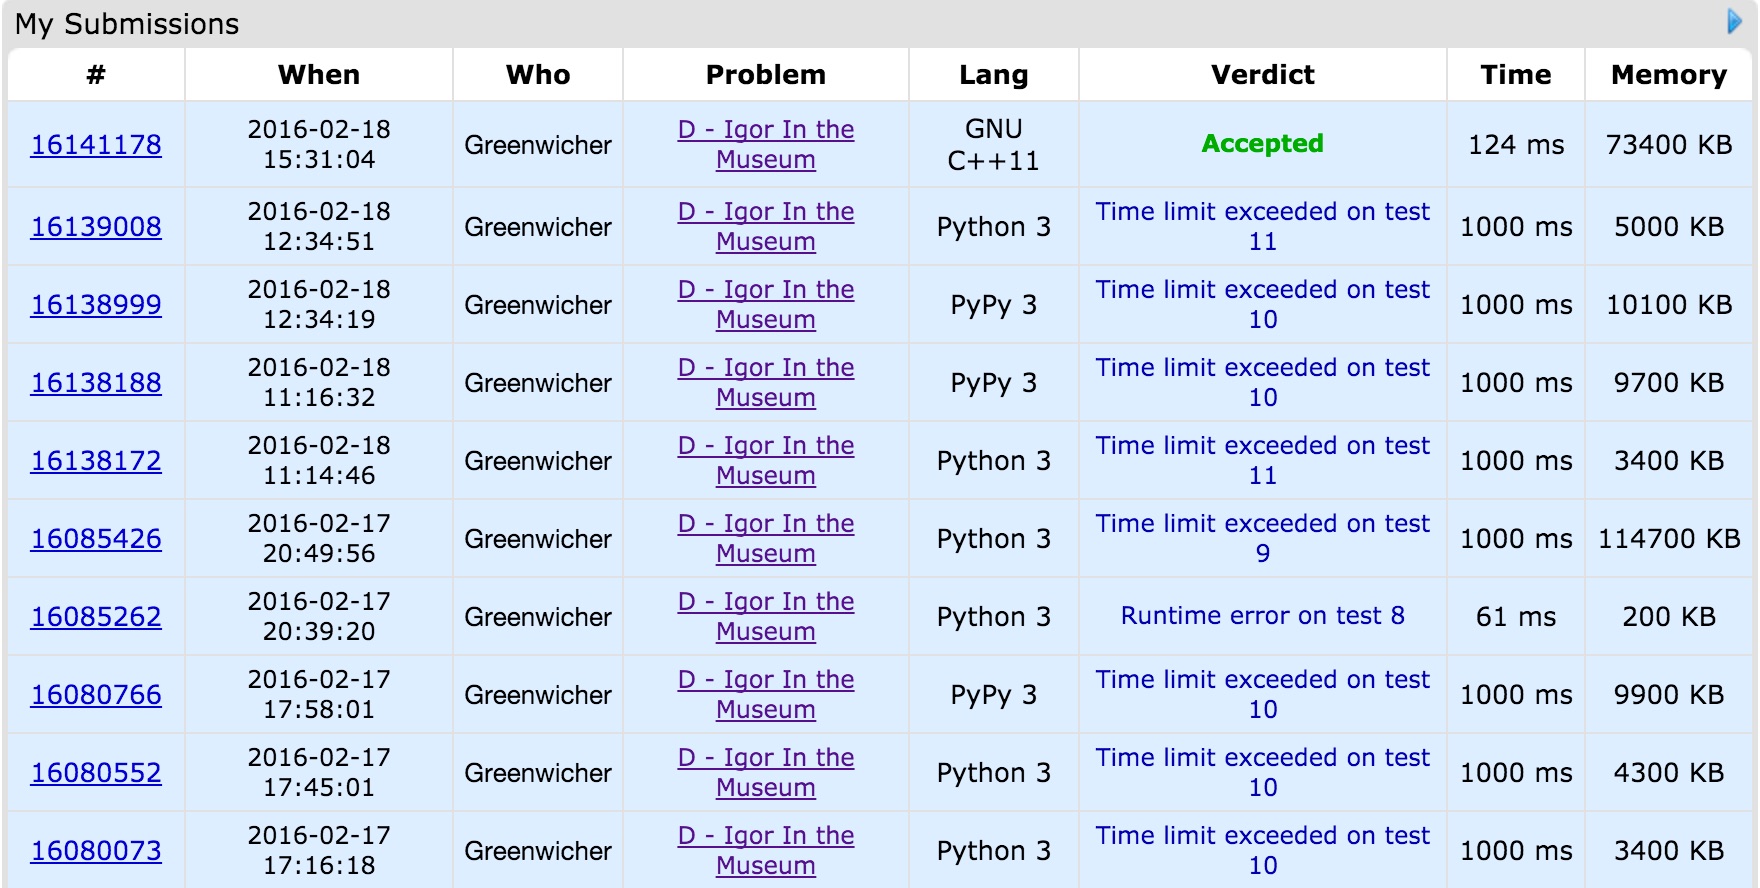 My Submissions
# When Who Problem Lang Verdict Time Memory
16141178 2016-02-18 15:31:04 Greenwicher D - Igor In the Museum GNU C++11 Accepted 124 ms 73400 KB
16139008 2016-02-18 12:34:51 Greenwicher D - Igor In the Museum Python 3 Time limit exceeded on test 11 1000 ms 5000 KB
16138999 2016-02-18 12:34:19 Greenwicher D - Igor In the Museum PyPy 3 Time limit exceeded on test 10 1000 ms 10100 KB
16138188 2016-02-18 11:16:32 Greenwicher D - Igor In the Museum PyPy 3 Time limit exceeded on test 10 1000 ms 9700 KB
16138172 2016-02-18 11:14:46 Greenwicher D - Igor In the Museum Python 3 Time limit exceeded on test 11 1000 ms 3400 KB
16085426 2016-02-17 20:49:56 Greenwicher D - Igor In the Museum Python 3 Time limit exceeded on test 9 1000 ms 114700 KB
16085262 2016-02-17 20:39:20 Greenwicher D - Igor In the Museum Python 3 Runtime error on test 8 61 ms 200 KB
16080766 2016-02-17 17:58:01 Greenwicher D - Igor In the Museum PyPy 3 Time limit exceeded on test 10 1000 ms 9900 KB
16080552 2016-02-17 17:45:01 Greenwicher D - Igor In the Museum Python 3 Time limit exceeded on test 10 1000 ms 4300 KB
16080073 2016-02-17 17:16:18 Greenwicher D - Igor In the Museum Python 3 Time limit exceeded on test 10 1000 ms 3400 KB